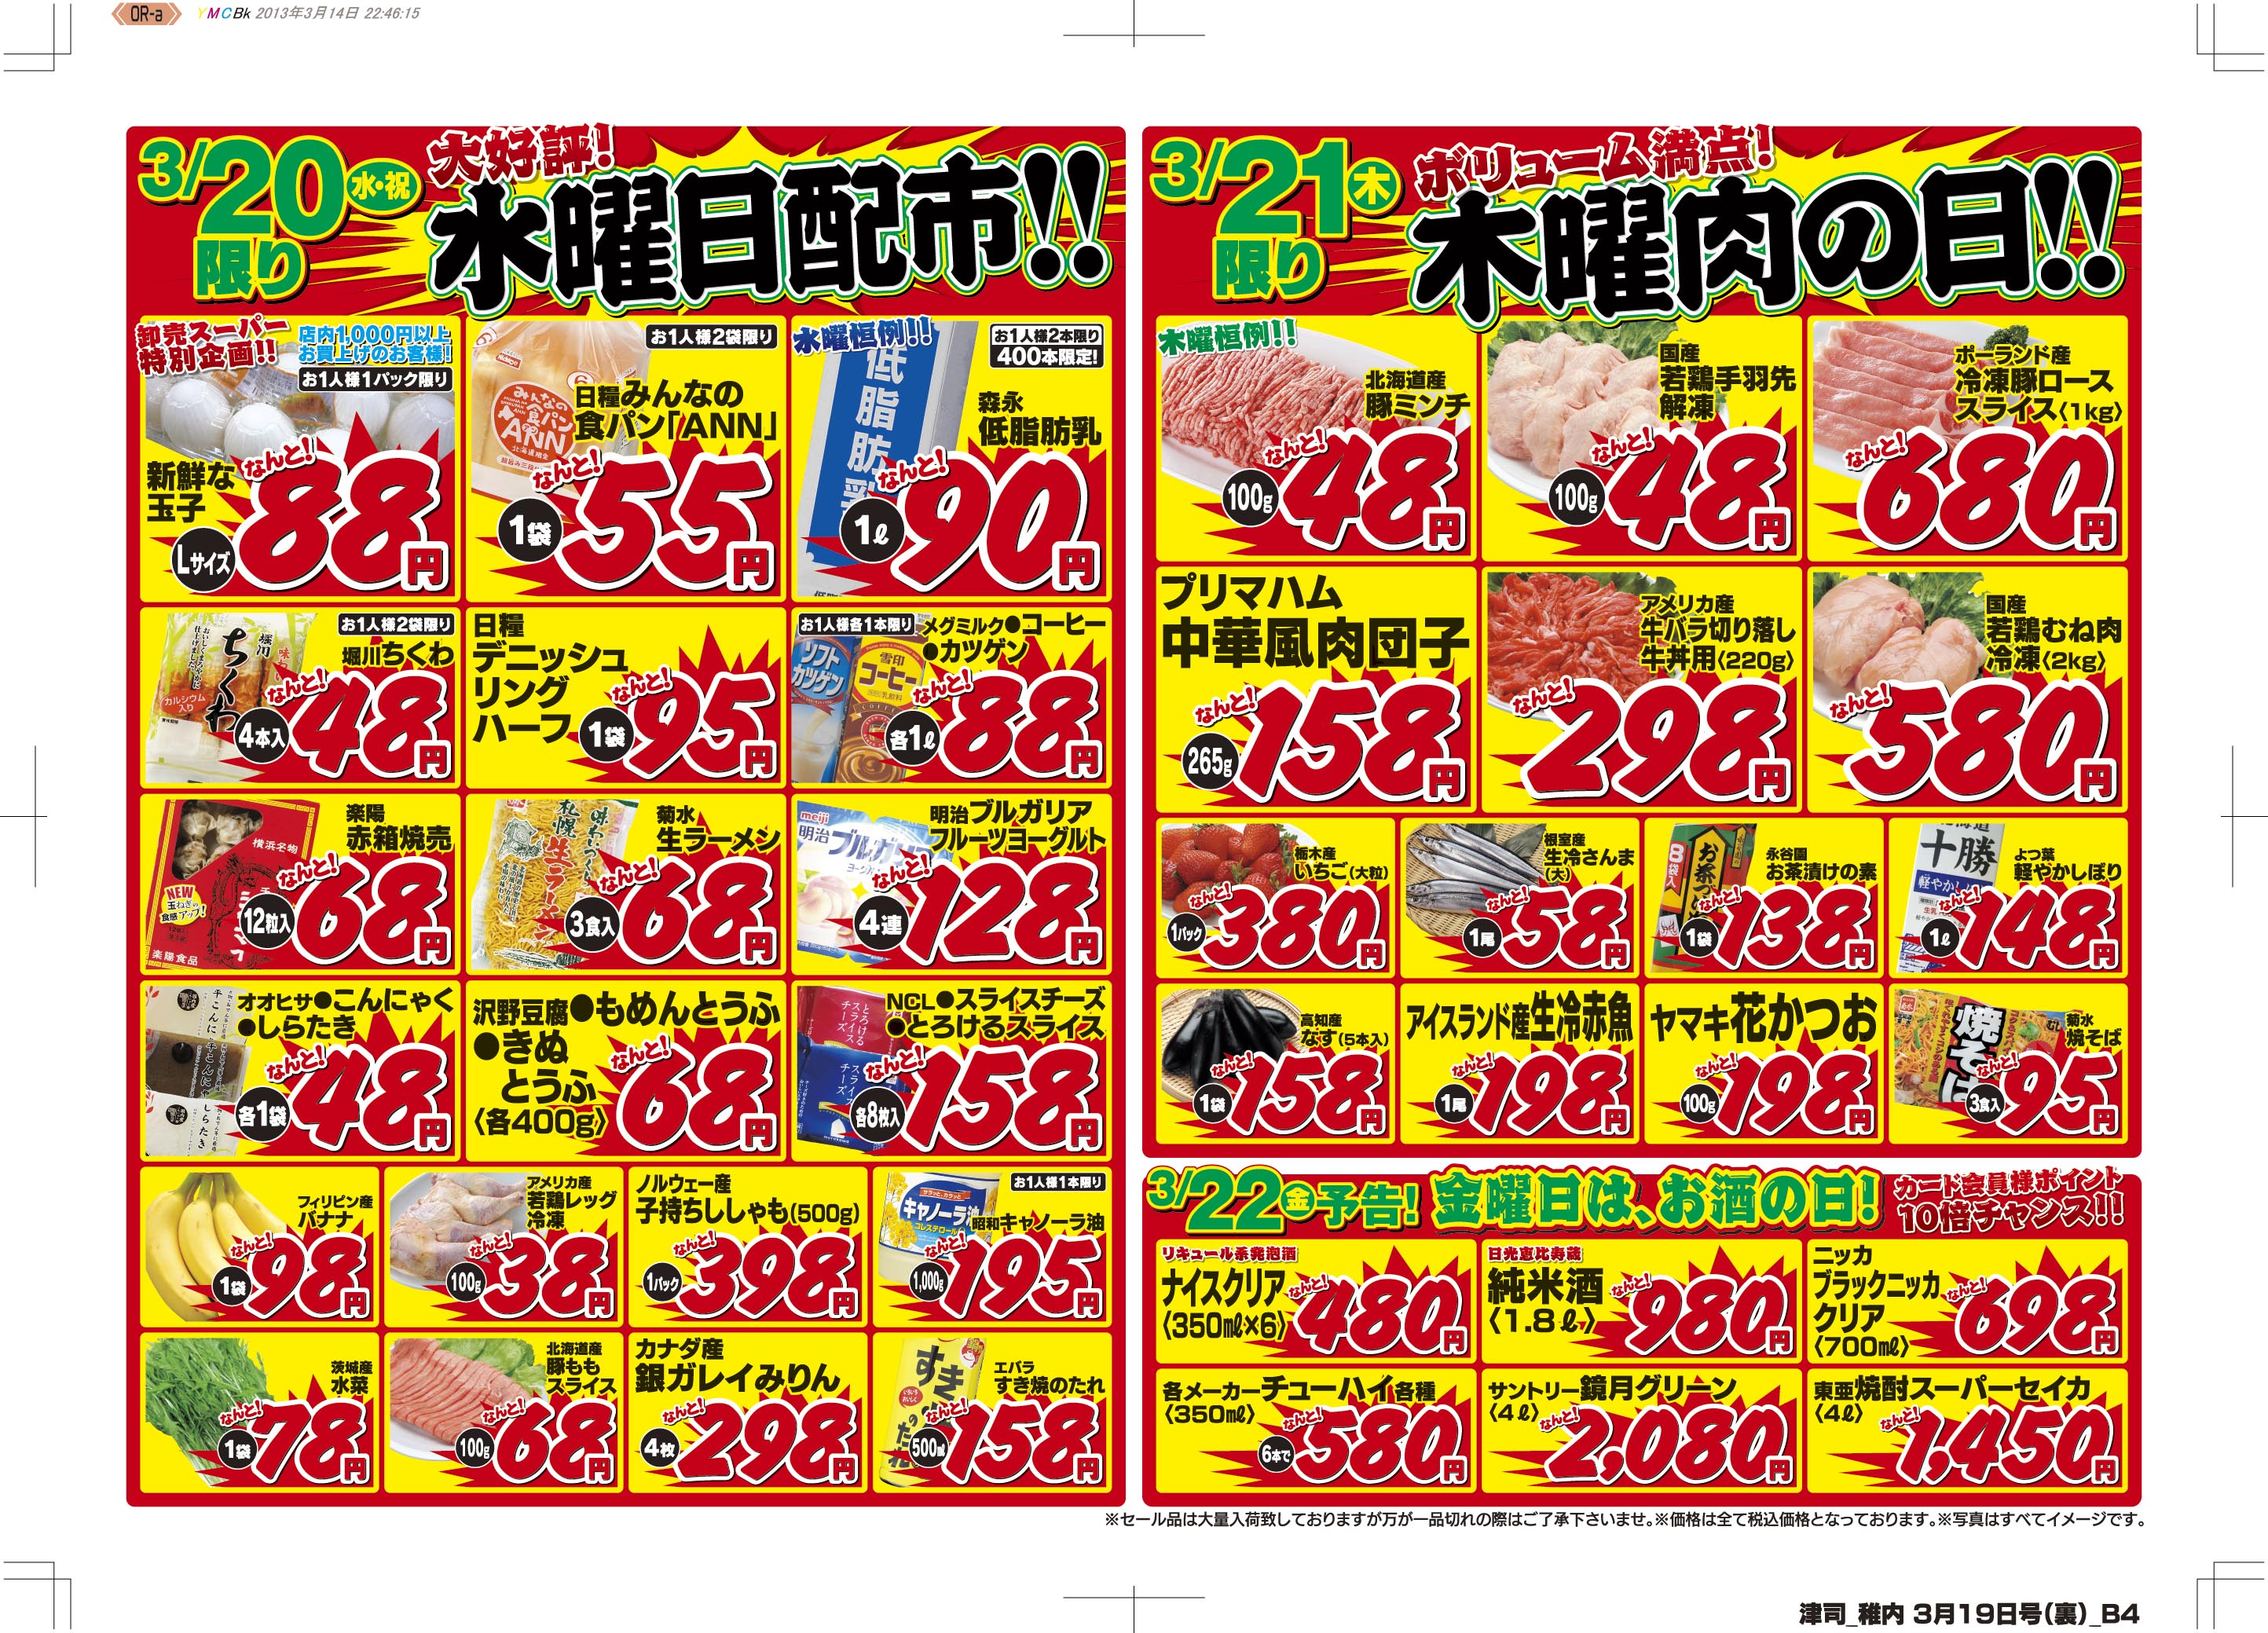 OR-a YMCBk 2013年3月14日 22:46:15
3/20水・祝限り
大好評!
水曜日配市!!
卸売スーパー
特別企画!!
店内1,000円以上
お買上げのお客様!
お1人様1パック限り
新鮮な
玉子
Lサイズ
なんと!
88円
お1人様2袋限り
日糧みんなの
食パン「ANN」
1袋
なんと!
55円
水曜恒例!!
お1人様2本限り
400本限定!
森永
低脂肪乳
1ℓ
なんと!
90円
お1人様2袋限り
堀川ちくわ
4本入
なんと!
48円
日糧
デニッシュ
リング
ハーフ
1袋
なんと!
95円
お1人様各1本限り
メグミルク●コーヒー
●カツゲン
各1ℓ
なんと!
88円
楽陽
赤箱焼売
12粒入
なんと!
68円
菊水
生ラーメン
3食入
なんと!
68円
明治ブルガリア
フルーツヨーグルト
4連
なんと!
128円
オオヒサ●こんにゃく
●しらたき
各1袋
なんと!
48円
沢野豆腐●もめんとうふ
●きぬ
とうふ
〈各400g〉
なんと!
68円
NCL●スライスチーズ
●とろけるスライス
各8枚入
なんと!
158円
フィリピン産
バナナ
1袋
なんと!
98円
アメリカ産
若鶏レッグ
冷凍
100g
なんと!
38円
ノルウェー産
子持ちししゃも(500g)
1パック
なんと!
398円
お1人様1本限り
昭和キャノーラ油
1,000g
なんと!
195円
茨城産
水菜
1袋
なんと!
78円
北海道産
豚もも
スライス
100g
なんと!
68円
カナダ産
銀ガレイみりん
4枚
なんと!
298円
エバラ
すき焼のたれ
500㎖
なんと!
158円
3/21木限り
ボリューム満点!
木曜肉の日!!
木曜恒例!!
北海道産
豚ミンチ
100g
なんと!
48円
国産
若鶏手羽先
解凍
100g
なんと!
48円
ポーランド産
冷凍豚ロース
スライス〈1kg〉
なんと!
680円
プリマハム
中華風肉団子
265g
なんと!
158円
アメリカ産
牛バラ切り落し
牛丼用〈220g〉
なんと!
298円
国産
若鶏むね肉
冷凍〈2kg〉
なんと!
580円
栃木産
いちご(大粒)
1パック
なんと!
380円
根室産
生冷さんま
(大)
1尾
なんと!
58円
永谷園
お茶漬けの素
1袋
なんと!
138円
よつ葉
軽やかしぼり
1ℓ
なんと!
148円
高知産
なす(5本入)
1袋
なんと!
158円
アイスランド産生冷赤魚
1尾
なんと!
198円
ヤマキ花かつお
100g
なんと!
198円
菊水
焼そば
3食入
なんと!
95円
3/22金予告!金曜日は、お酒の日!
カード会員様ポイント
10倍チャンス!!
リキュール系発泡酒
ナイスクリア
〈350㎖×6〉
なんと!
480円
日光恵比寿蔵
純米酒
〈1.8ℓ〉
なんと!
980円
ニッカ
ブラックニッカ
クリア
〈700㎖〉
なんと!
698円
各メーカーチューハイ各種
〈350㎖〉
6本で
なんと!
580円
サントリー鏡月グリーン
〈4ℓ〉
なんと!
2,080円
東亜焼酎スーパーセイカ
〈4ℓ〉
なんと!
1,450円
※セール品は大量入荷致しておりますが万が一品切れの際はご了承下さいませ。※価格は全て税込価格となっております。※写真はすべてイメージです。
津司_稚内 3月19日号(裏)_B4